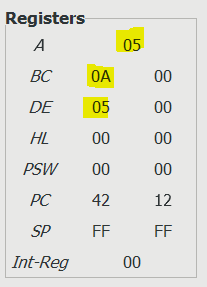 Registers
A 05
BC 0A 00
DE 05 00
HL 00 00
PSW 00 00
PC 42 12
SP FF FF
Int-Reg 00